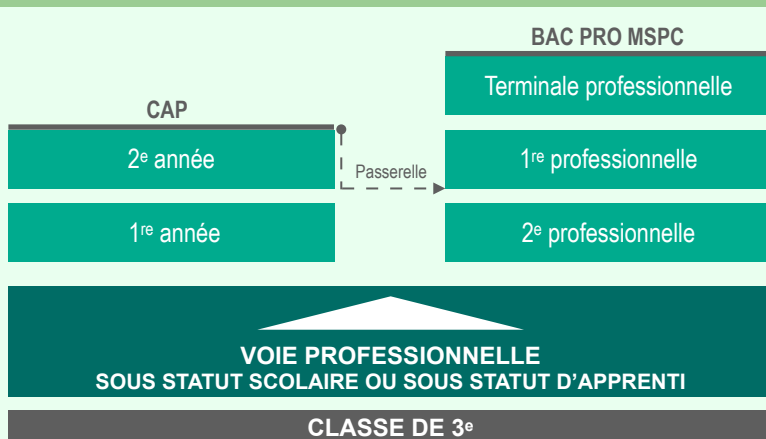 BAC PRO MSPC
Terminale professionnelle
CAP
2e année
Passerelle
1re professionnelle
1re année
2e professionnelle
VOIE PROFESSIONNELLE
SOUS STATUT SCOLAIRE OU SOUS STATUT D’APPRENTI
CLASSE DE 3e